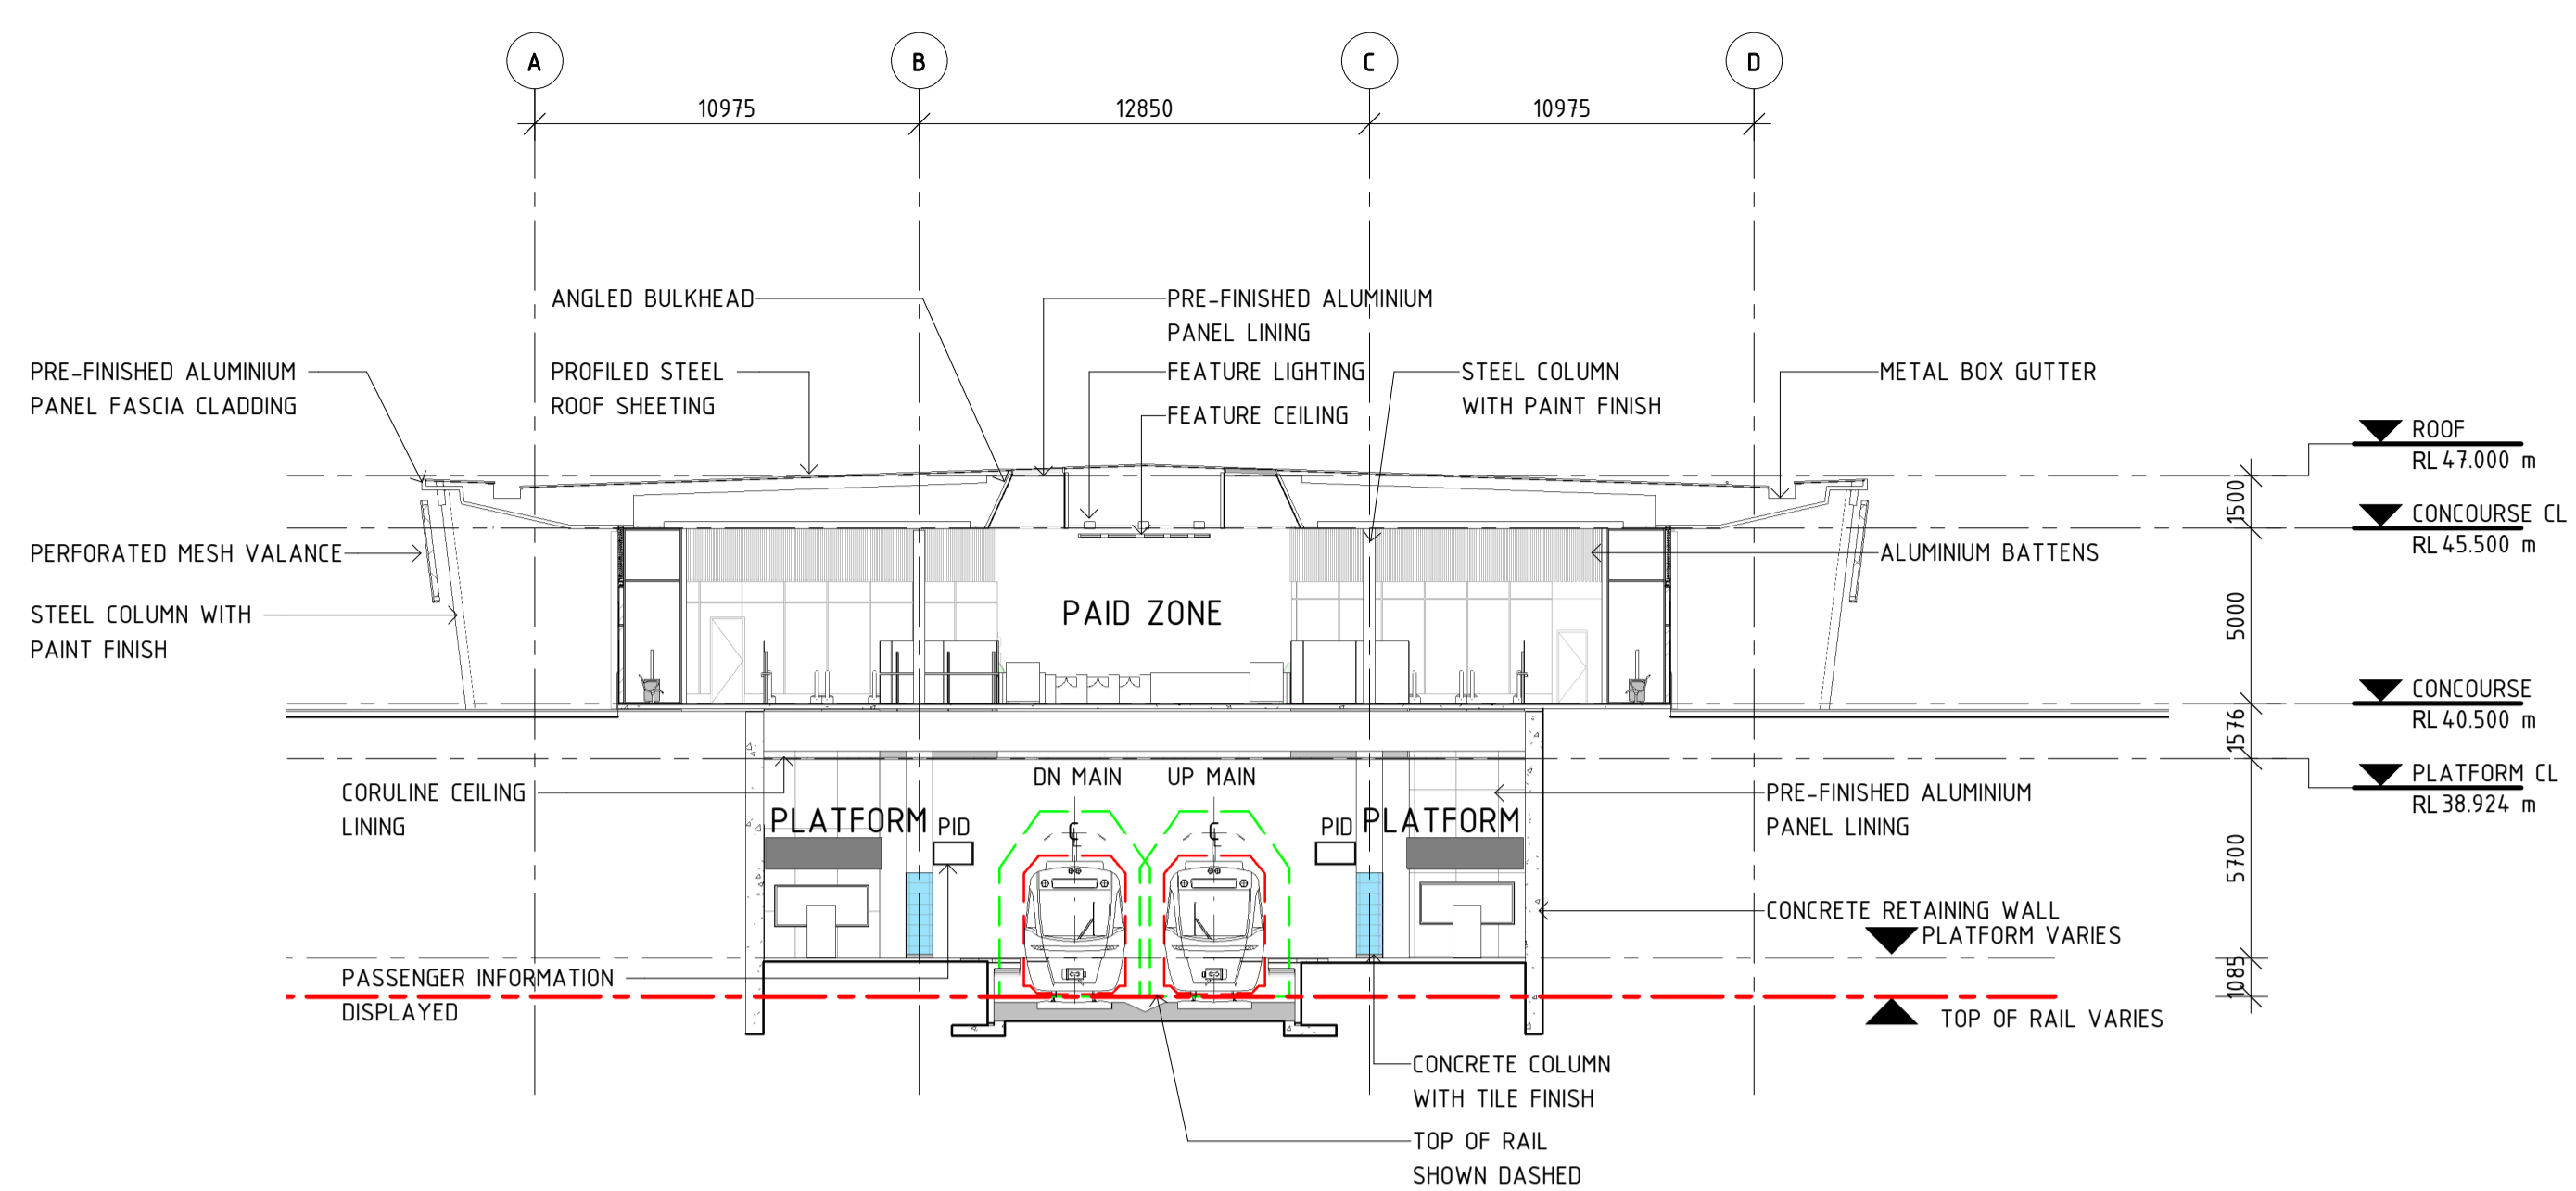 A
B
C
D
10975
12850
10975
ANGLED BULKHEAD
PRE-FINISHED ALUMINIUM
PANEL LINING
PRE-FINISHED ALUMINIUM
PANEL FASCIA CLADDING
PROFILED STEEL
ROOF SHEETING
FEATURE LIGHTING
FEATURE CEILING
STEEL COLUMN
WITH PAINT FINISH
METAL BOX GUTTER
ROOF
RL 47.000 m
1500
CONCOURSE CL
RL 45.500 m
PERFORATED MESH VALANCE
ALUMINIUM BATTENS
STEEL COLUMN WITH
PAINT FINISH
PAID ZONE
5000
CONCOURSE
RL 40.500 m
1576
PLATFORM CL
RL 38.924 m
CORULINE CEILING
LINING
DN MAIN
UP MAIN
PLATFORM
PID
PID
PLATFORM
PRE-FINISHED ALUMINIUM
PANEL LINING
C
C
5700
CONCRETE RETAINING WALL
PLATFORM VARIES
PASSENGER INFORMATION
DISPLAYED
1085
TOP OF RAIL VARIES
CONCRETE COLUMN
WITH TILE FINISH
TOP OF RAIL
SHOWN DASHED